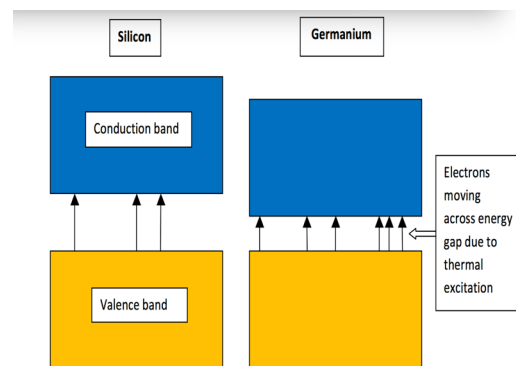 Silicon
Germanium
Conduction band
Electrons
moving
across energy
gap due to
thermal
excitation
Valence band